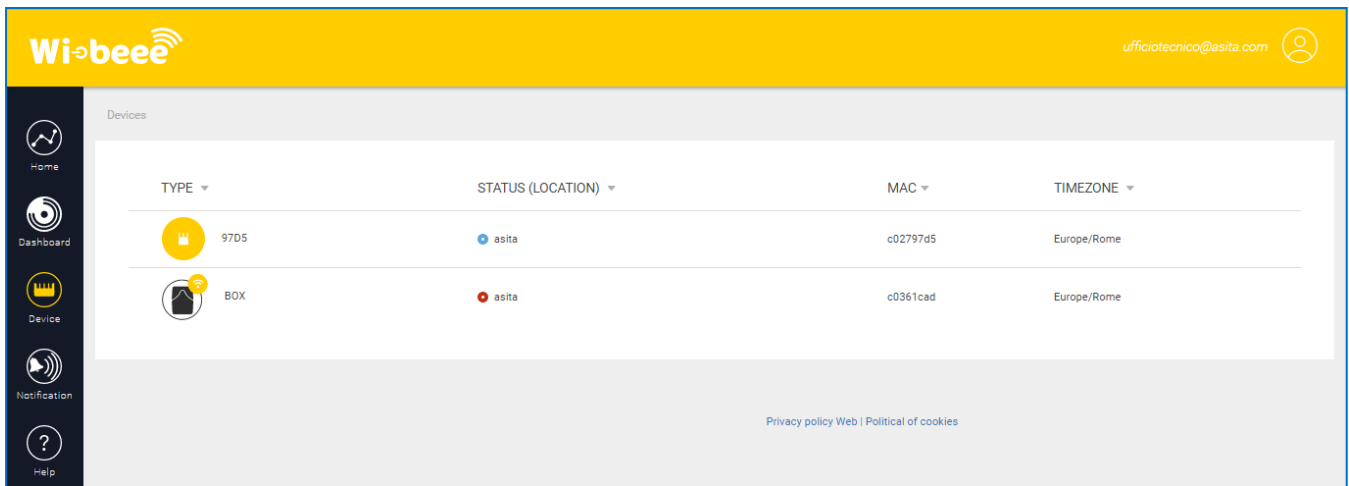 Wi-beee
ufficiotecnico@asita.com
Devices
Home
Dashboard
Device
Notification
?
Help
TYPE STATUS (LOCATION) MAC TIMEZONE
97D5 asita c02797d5 Europe/Rome
BOX asita c0361cad Europe/Rome
Privacy policy Web | Political of cookies